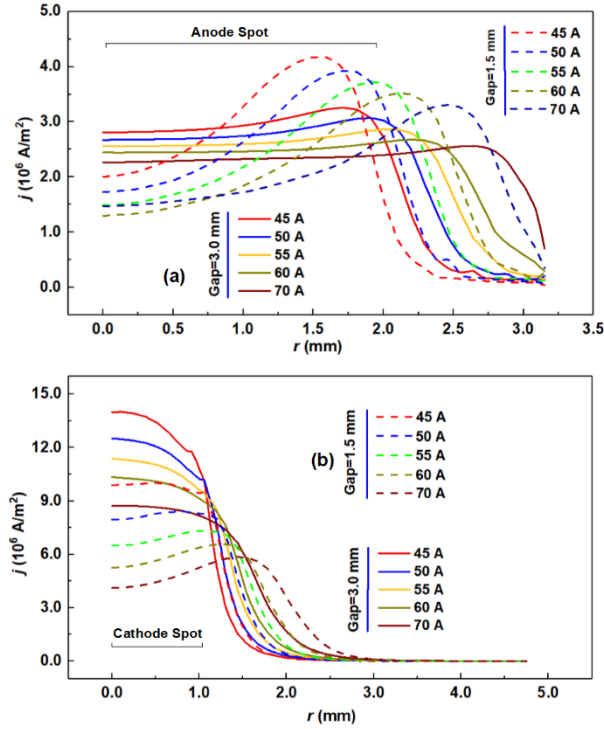 Anode Spot
45 A
50 A
55 A
60 A
70 A
Gap=1.5 mm
5.0
4.0
3.0
2.0
1.0
0.0
j (10⁶ A/m²)
45 A
50 A
55 A
60 A
70 A
Gap=3.0 mm
(a)
0.0 0.5 1.0 1.5 2.0 2.5 3.0 3.5
r (mm)
15.0
12.0
9.0
6.0
3.0
0.0
j (10⁶ A/m²)
(b)
45 A
50 A
55 A
60 A
70 A
Gap=1.5 mm
45 A
50 A
55 A
60 A
70 A
Gap=3.0 mm
Cathode Spot
0.0 1.0 2.0 3.0 4.0 5.0
r (mm)